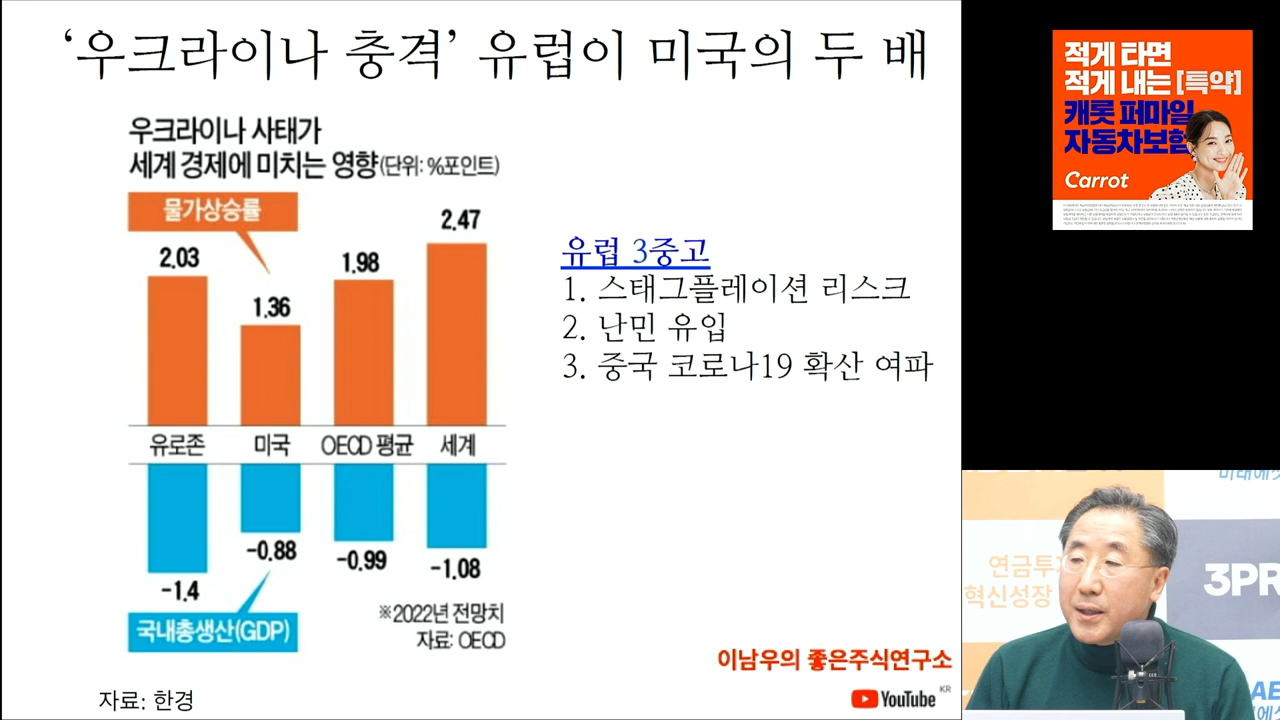 ‘우크라이나 충격’ 유럽이 미국의 두 배
우크라이나 사태가
세계 경제에 미치는 영향(단위: %포인트)
물가상승률
2.03
1.36
1.98
2.47
유로존
미국
OECD 평균
세계
-1.4
-0.88
-0.99
-1.08
국내총생산(GDP)
※2022년 전망치
자료: OECD
자료: 한경
유럽 3중고
1. 스태그플레이션 리스크
2. 난민 유입
3. 중국 코로나19 확산 여파
이남우의 좋은주식연구소
YouTube KR
적게 타면
적게 내는 [특약]
캐롯 퍼마일
자동차보험
Carrot
미래에셋
연금투자
혁신성장
3PR
AE